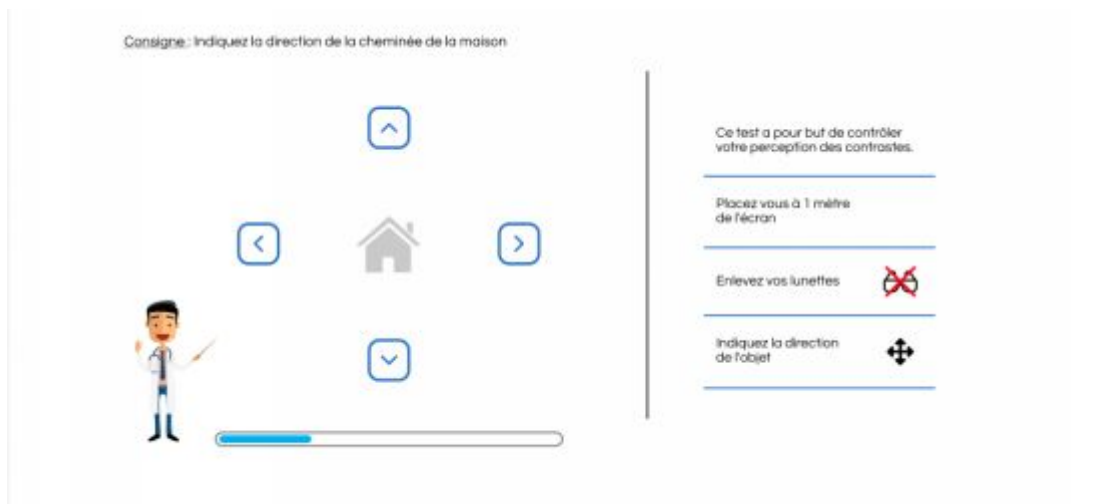 Consigne : Indiquez la direction de la cheminée de la maison
Ce test a pour but de contrôler
votre perception des contrastes.
Placez vous à 1 mètre
de l'écran
Enlevez vos lunettes
Indiquez la direction
de l'objet